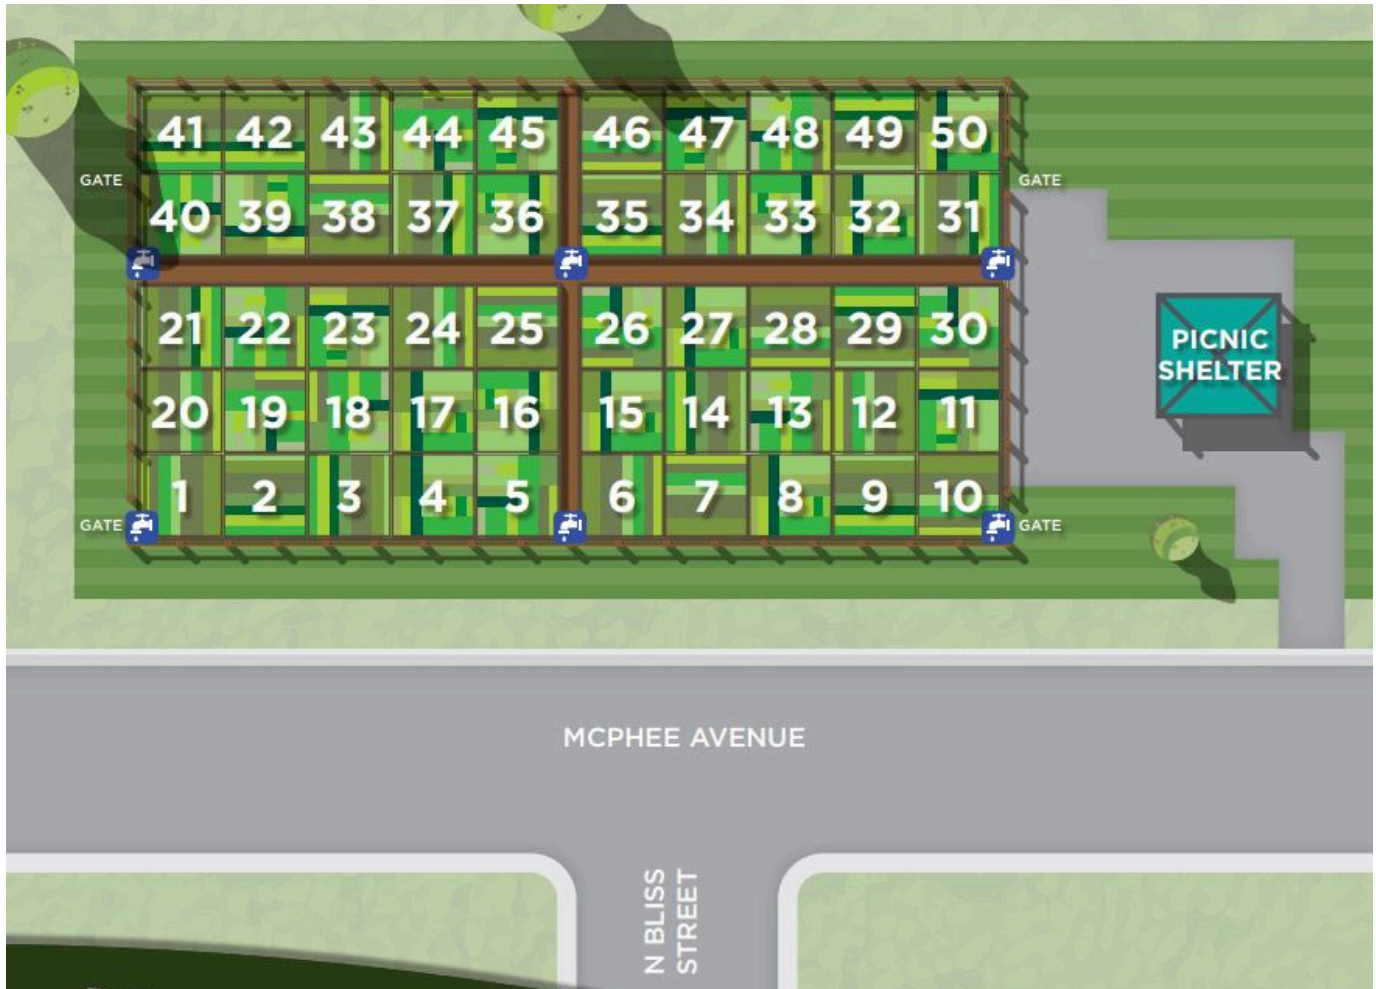 41 42 43 44 45 46 47 48 49 50
GATE GATE
40 39 38 37 36 35 34 33 32 31
21 22 23 24 25 26 27 28 29 30
PICNIC
SHELTER
20 19 18 17 16 15 14 13 12 11
1 2 3 4 5 6 7 8 9 10
GATE GATE
MCPHEE AVENUE
N BLISS
STREET